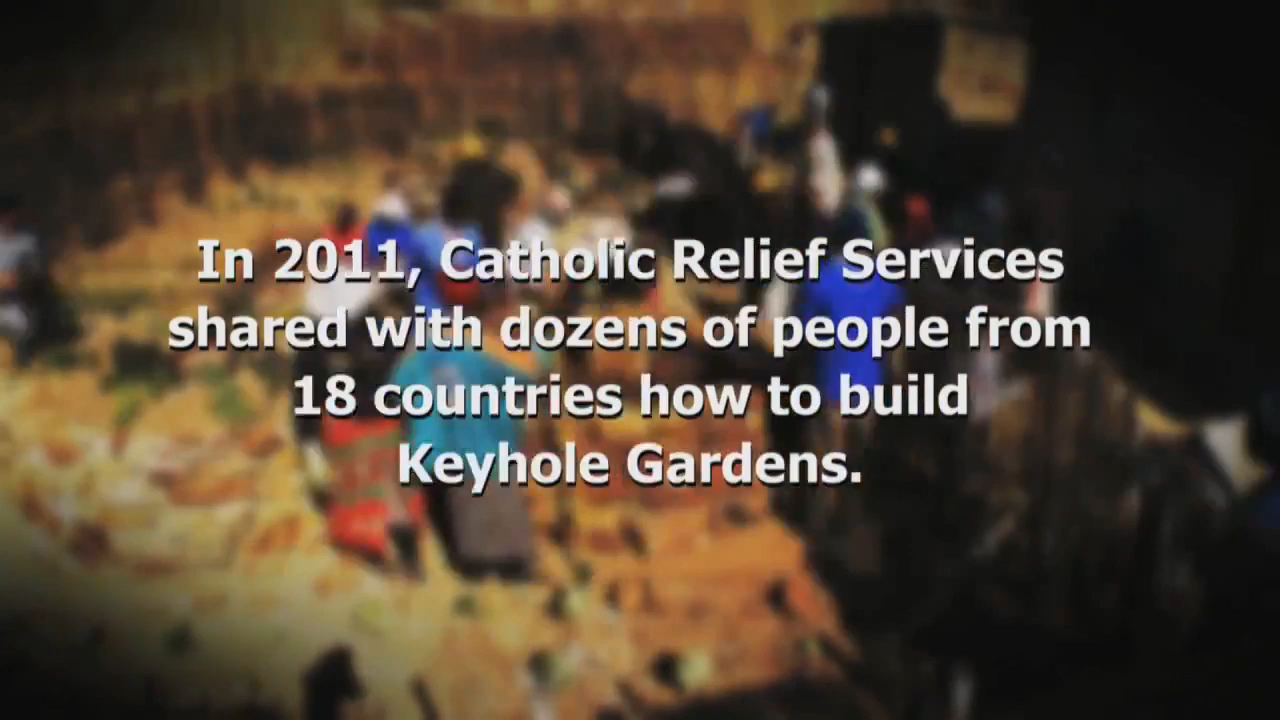 In 2011, Catholic Relief Services
shared with dozens of people from
18 countries how to build
Keyhole Gardens.